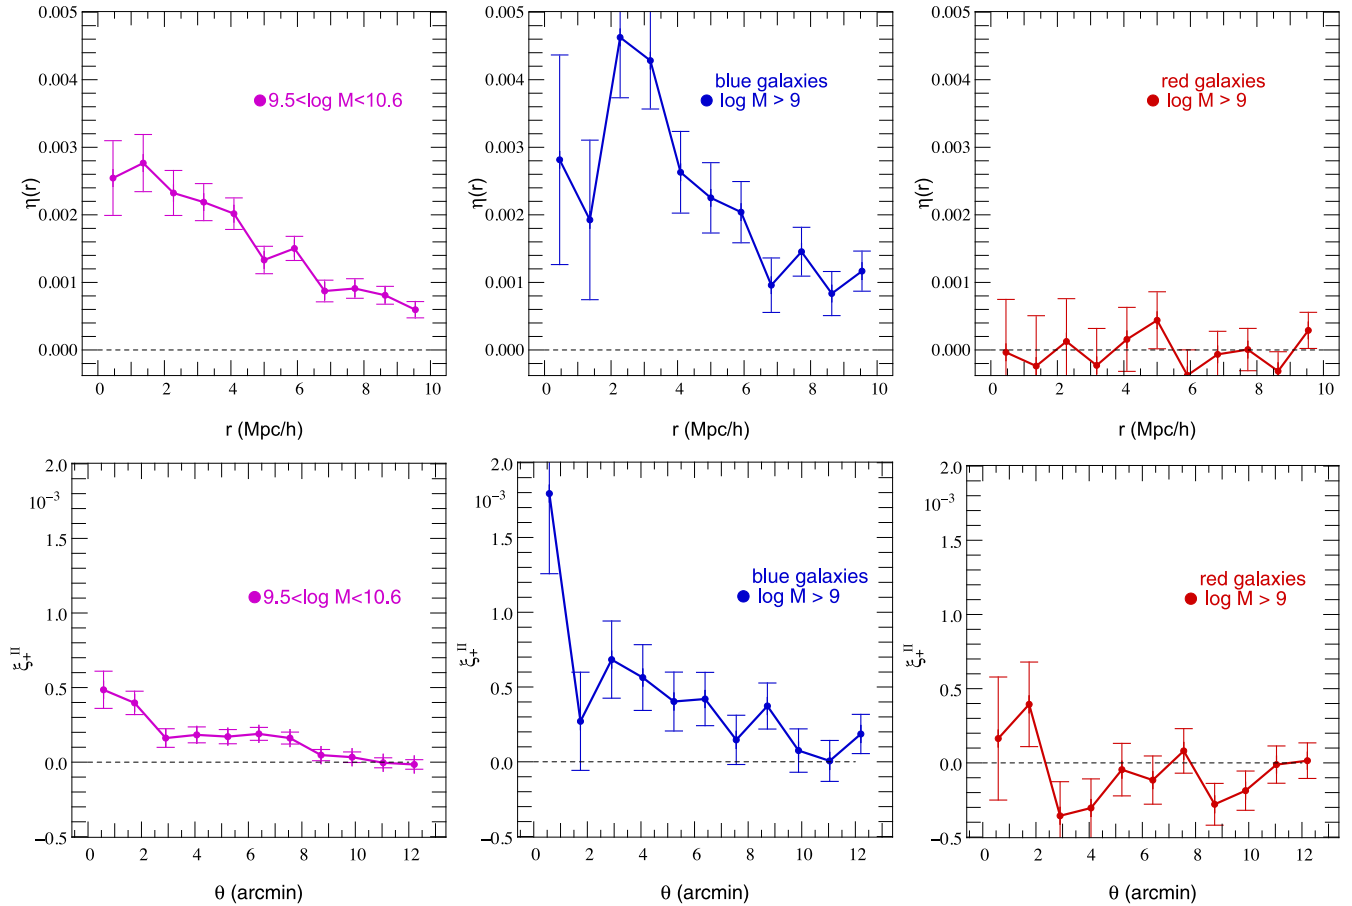 0.005
0.004
0.003
0.002
0.001
0.000
η(r)
9.5<log M<10.6
0 2 4 6 8 10
r (Mpc/h)
0.005
0.004
0.003
0.002
0.001
0.000
η(r)
blue galaxies
log M > 9
0 2 4 6 8 10
r (Mpc/h)
0.005
0.004
0.003
0.002
0.001
0.000
η(r)
red galaxies
log M > 9
0 2 4 6 8 10
r (Mpc/h)
2.0
10⁻³
1.5
1.0
0.5
0.0
−0.5
ξ₊ᴵᴵ
9.5<log M<10.6
0 2 4 6 8 10 12
θ (arcmin)
2.0
10⁻³
1.5
1.0
0.5
0.0
−0.5
ξ₊ᴵᴵ
blue galaxies
log M > 9
0 2 4 6 8 10 12
θ (arcmin)
2.0
10⁻³
1.5
1.0
0.5
0.0
−0.5
ξ₊ᴵᴵ
red galaxies
log M > 9
0 2 4 6 8 10 12
θ (arcmin)